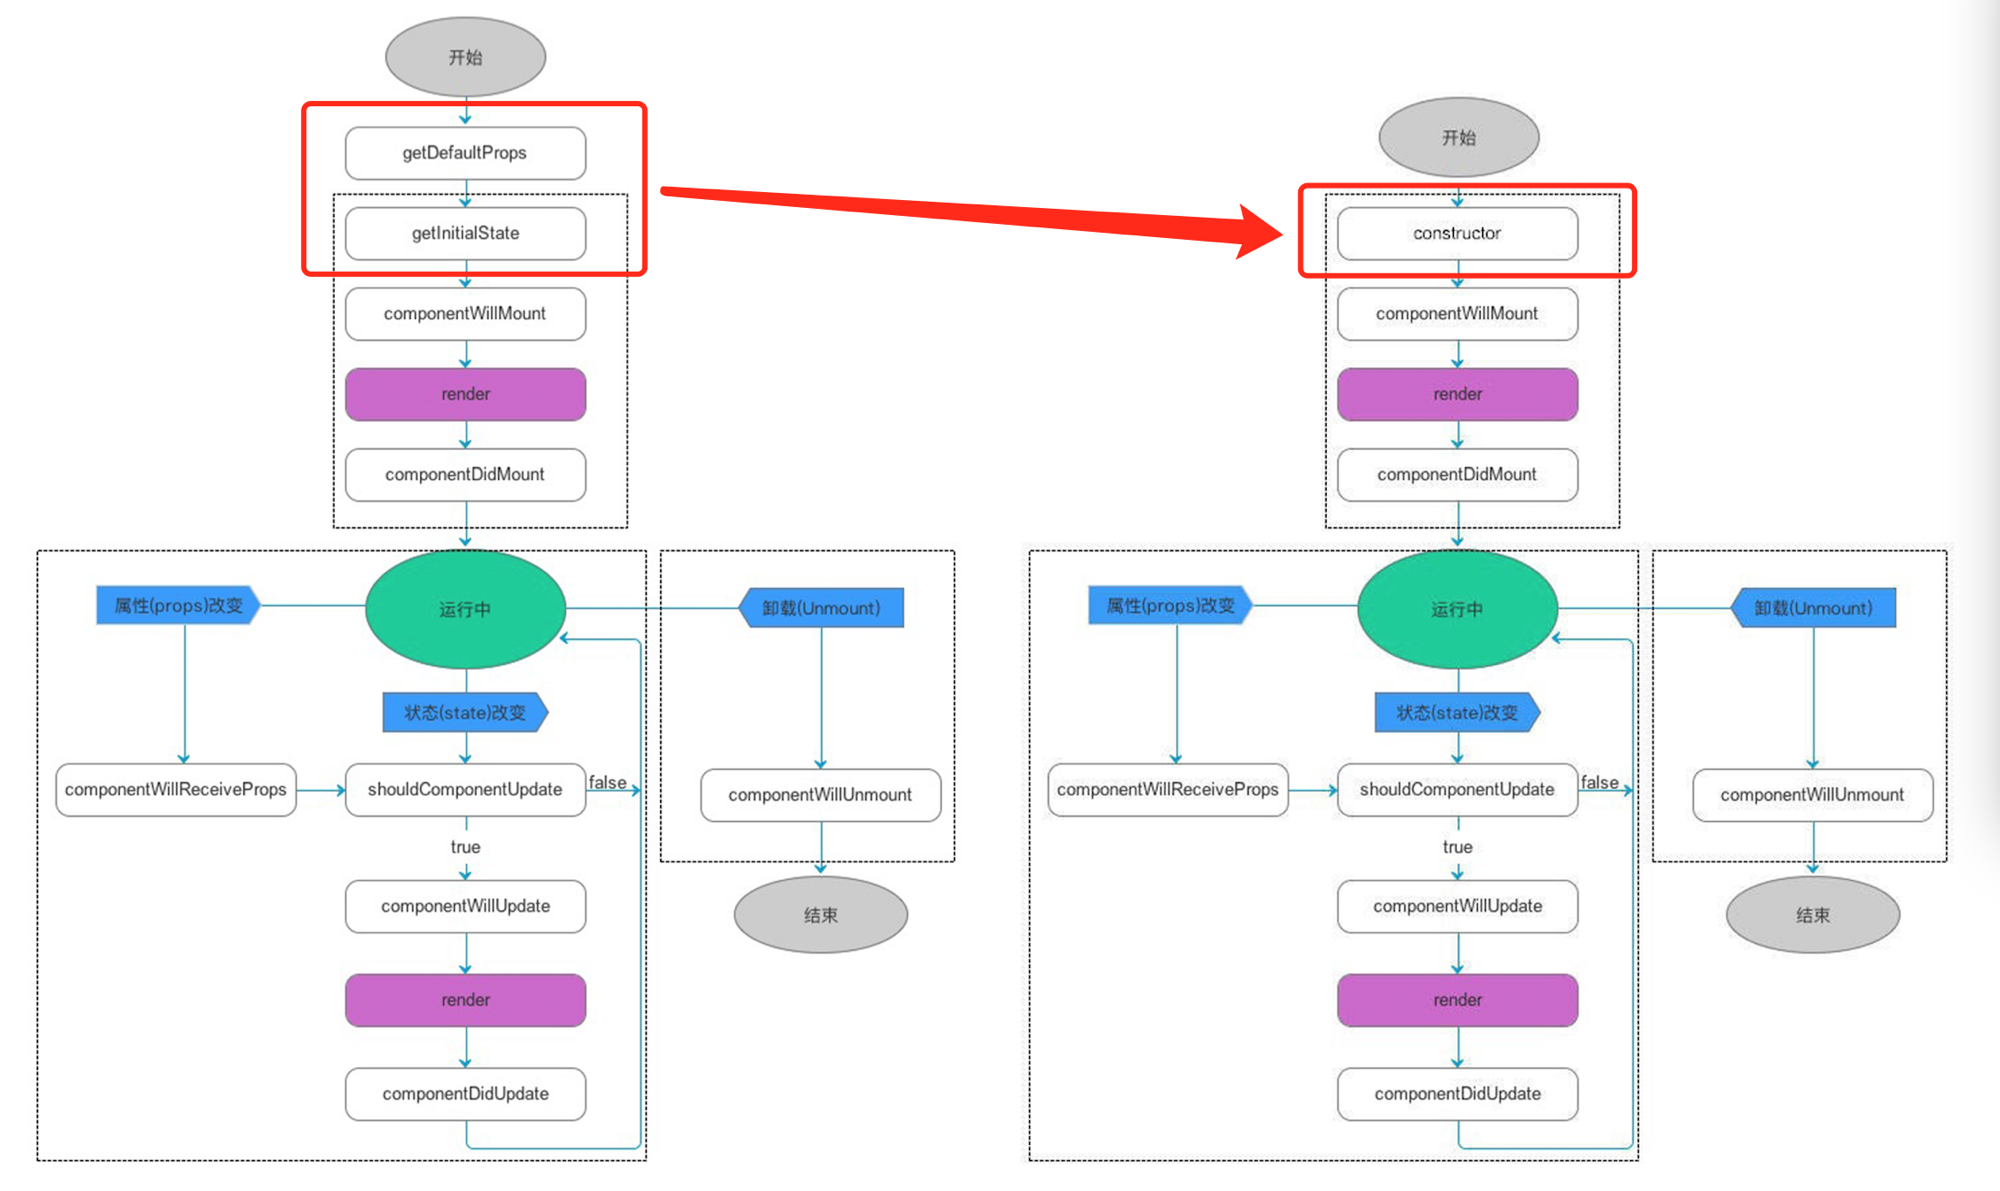 开始
getDefaultProps
getInitialState
componentWillMount
render
componentDidMount
运行中
属性(props)改变
卸载(Unmount)
状态(state)改变
componentWillReceiveProps
shouldComponentUpdate
false
componentWillUnmount
true
componentWillUpdate
结束
render
componentDidUpdate
开始
constructor
componentWillMount
render
componentDidMount
运行中
属性(props)改变
卸载(Unmount)
状态(state)改变
componentWillReceiveProps
shouldComponentUpdate
false
componentWillUnmount
true
componentWillUpdate
结束
render
componentDidUpdate